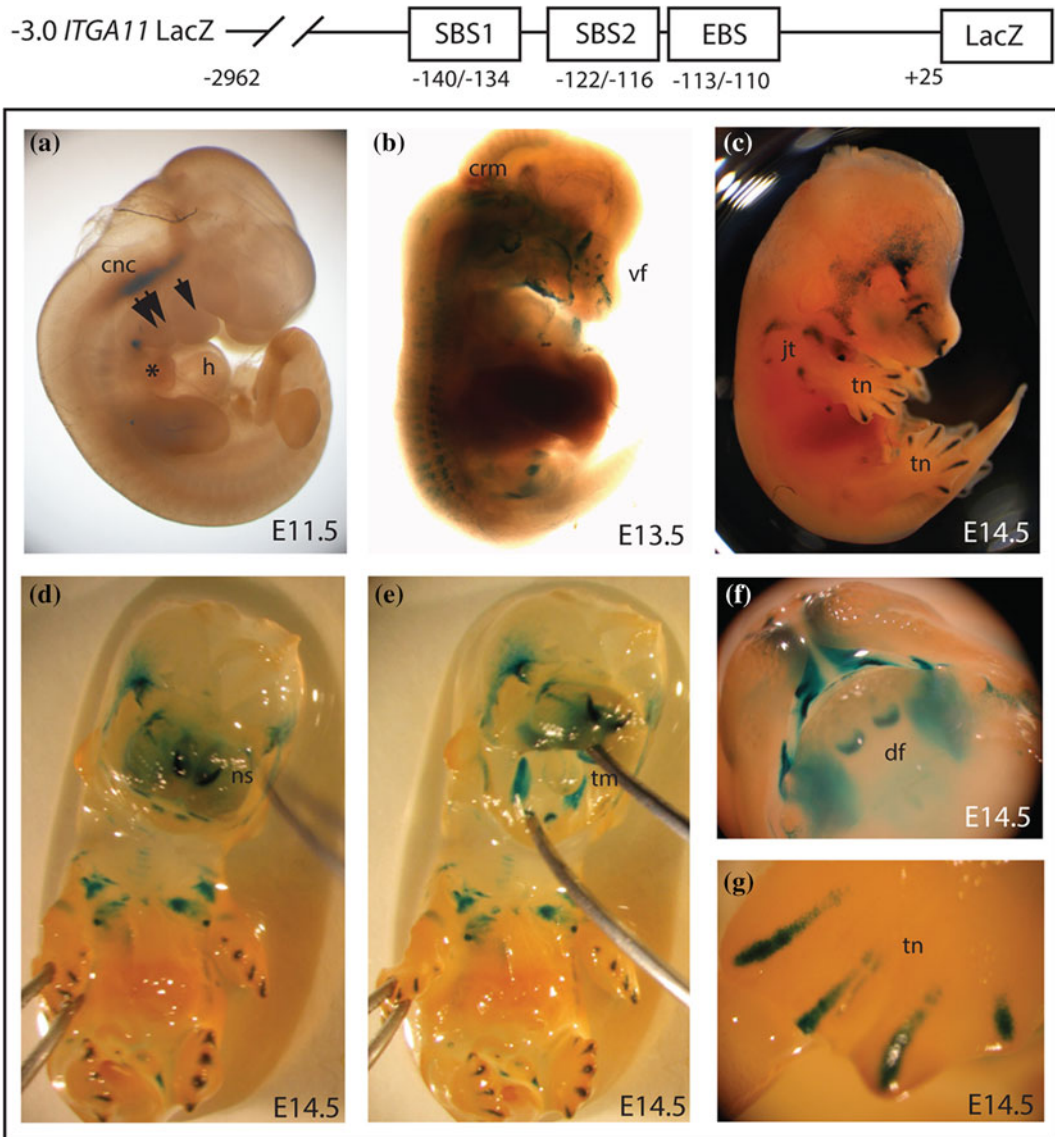 -3.0 ITGA11 LacZ SBS1 SBS2 EBS LacZ
-2962 -140/-134 -122/-116 -113/-110 +25
(a) cnc * h E11.5
(b) crm vf E13.5
(c) jt tn tn E14.5
(d) ns E14.5
(e) tm E14.5
(f) df E14.5
(g) tn E14.5